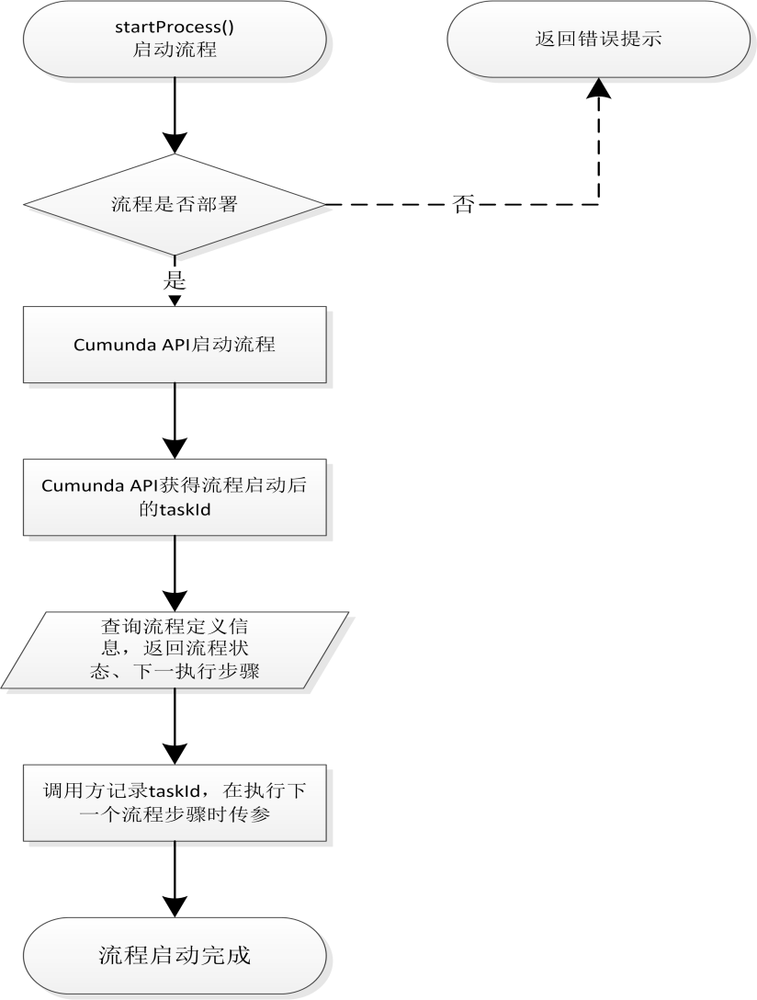 startProcess()
启动流程
返回错误提示
流程是否部署
否
是
Cumunda API启动流程
Cumunda API获得流程启动后
的taskId
查询流程定义信
息，返回流程状
态、下一执行步骤
调用方记录taskId，在执行下
一个流程步骤时传参
流程启动完成